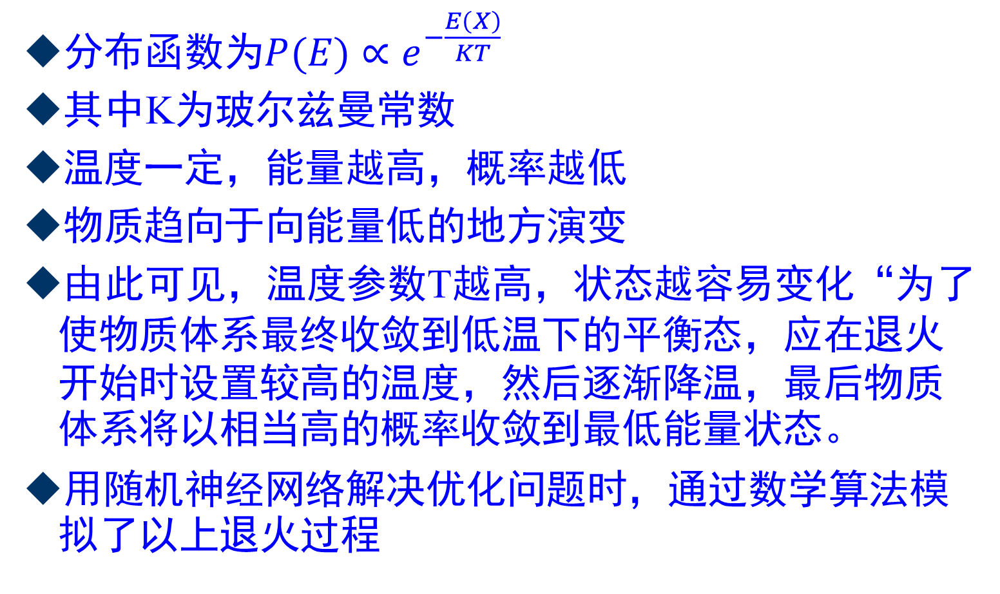 ◆分布函数为P(E) ∝ e^{-\frac{E(X)}{KT}}
◆其中K为玻尔兹曼常数
◆温度一定，能量越高，概率越低
◆物质趋向于向能量低的地方演变
◆由此可见，温度参数T越高，状态越容易变化“为了
使物质体系最终收敛到低温下的平衡态，应在退火
开始时设置较高的温度，然后逐渐降温，最后物质
体系将以相当高的概率收敛到最低能量状态。
◆用随机神经网络解决优化问题时，通过数学算法模
拟了以上退火过程